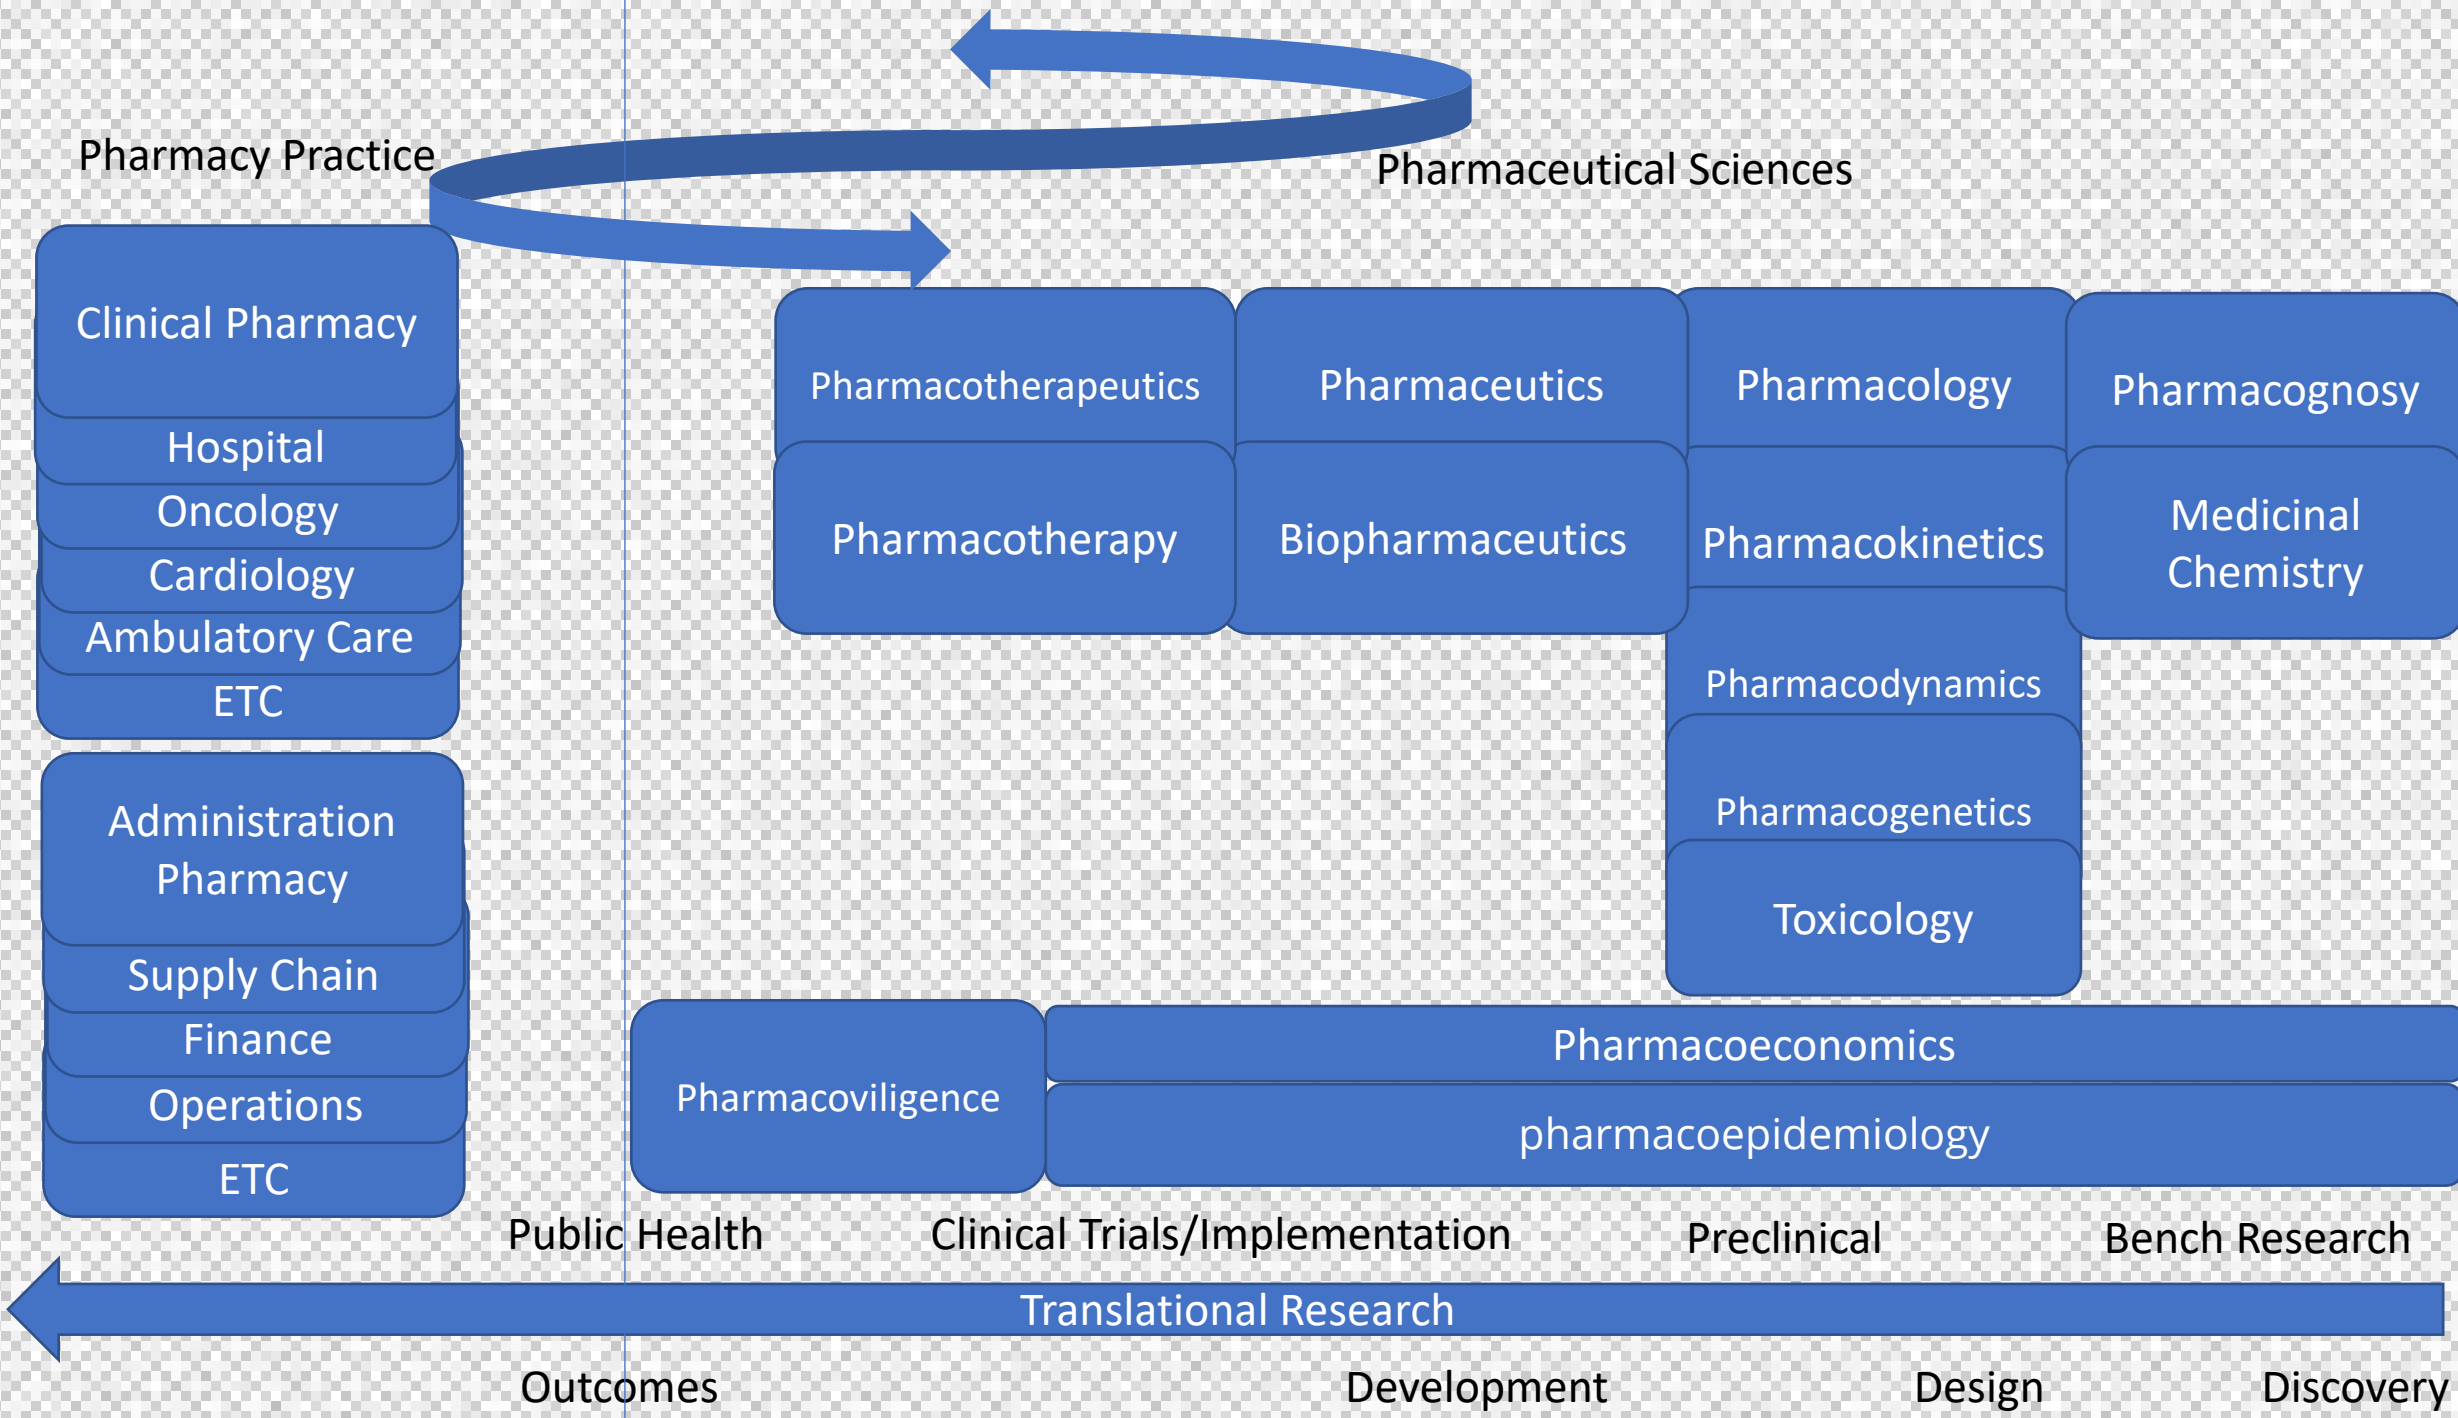 Pharmacy Practice
Pharmaceutical Sciences
Clinical Pharmacy
Hospital
Oncology
Cardiology
Ambulatory Care
ETC
Administration
Pharmacy
Supply Chain
Finance
Operations
ETC
Pharmacotherapeutics
Pharmacotherapy
Pharmaceutics
Biopharmaceutics
Pharmacology
Pharmacokinetics
Pharmacodynamics
Pharmacogenetics
Toxicology
Pharmacognosy
Medicinal
Chemistry
Pharmacoviligence
Pharmacoeconomics
pharmacoepidemiology
Public Health
Clinical Trials/Implementation
Preclinical
Bench Research
Translational Research
Outcomes
Development
Design
Discovery